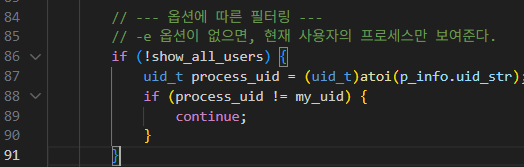 84 // --- 옵션에 따른 필터링 ---
85 // -e 옵션이 없으면, 현재 사용자의 프로세스만 보여준다.
86 if (!show_all_users) {
87 uid_t process_uid = (uid_t)atoi(p_info.uid_str);
88 if (process_uid != my_uid) {
89 continue;
90 }
91 }